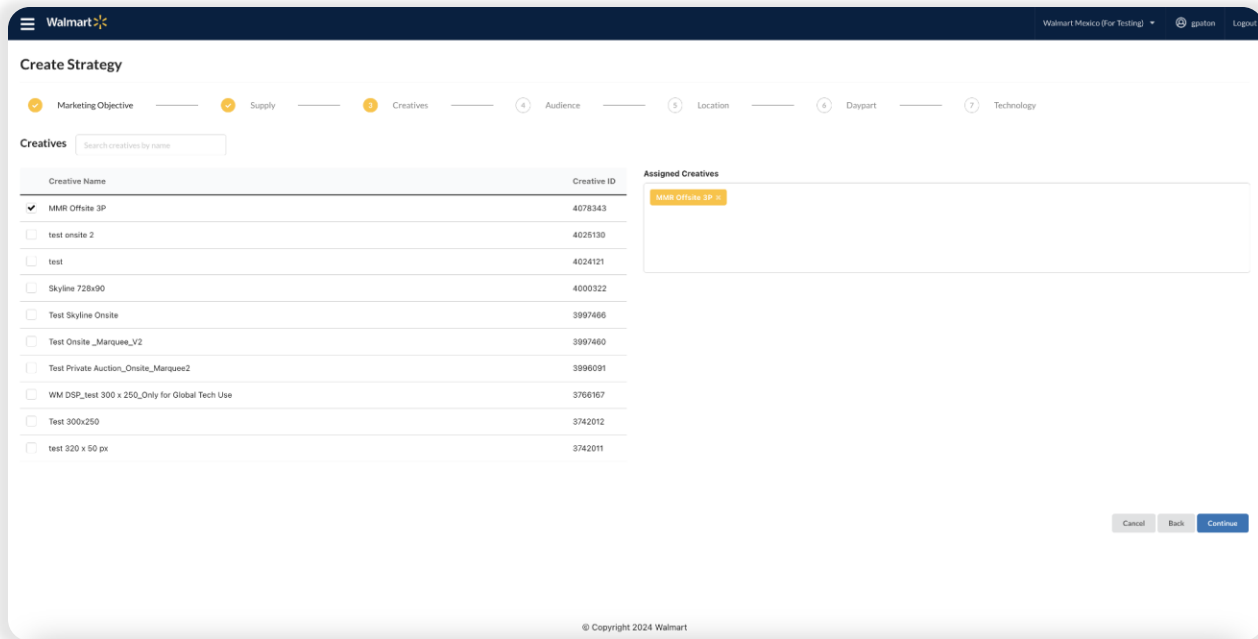 Walmart
Walmart Mexico (For Testing)
gpaton
Logout
Create Strategy
Marketing Objective
Supply
3 Creatives
4 Audience
5 Location
6 Daypart
7 Technology
Creatives
Search creatives by name
Creative Name Creative ID
MMR Offsite 3P 4078343
test onsite 2 4025130
test 4024121
Skyline 728x90 4000322
Test Skyline Onsite 3997466
Test Onsite _Marquee_V2 3997460
Test Private Auction_Onsite_Marquee2 3996091
WM DSP_test 300 x 250_Only for Global Tech Use 3766167
Test 300x250 3742012
test 320 x 50 px 3742011
Assigned Creatives
MMR Offsite 3P ×
Cancel
Back
Continue
© Copyright 2024 Walmart